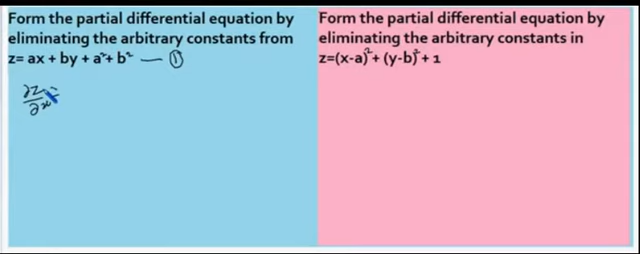 Form the partial differential equation by
eliminating the arbitrary constants from
z= ax + by + a²+ b² — ①
∂z/∂x =
Form the partial differential equation by
eliminating the arbitrary constants in
z=(x-a)²+ (y-b)²+ 1